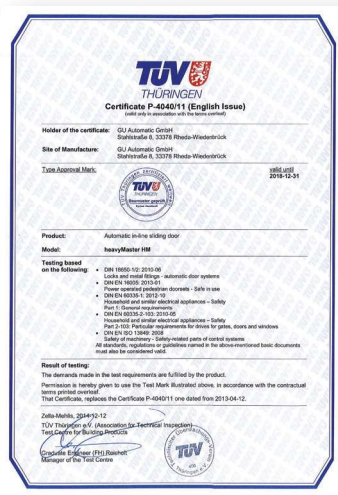 TÜV
THÜRINGEN
Certificate P-4040/11 (English Issue)
(valid only in association with the terms overleaf)
Holder of the certificate: GU Automatic GmbH
Stahlstraße 8, 33378 Rheda-Wiedenbrück
Site of Manufacture: GU Automatic GmbH
Stahlstraße 8, 33378 Rheda-Wiedenbrück
Type Approval Mark:
valid until
2018-12-31
TÜV
THÜRINGEN
Baumuster geprüft
Product: Automatic in-line sliding door
Model: heavyMaster HM
Testing based
on the following:
• DIN 18650-1/2: 2010-06
Locks and metal fittings - automatic door systems
• DIN EN 16005: 2013-01
Power operated pedestrian doorsets - Safe in use
• DIN EN 60335-1: 2012-10
Household and similar electrical appliances – Safety
Part 1: General requirements
• DIN EN 60335-2-103: 2010-05
Household and similar electrical appliances – Safety
Part 2-103: Particular requirements for drives for gates, doors and windows
• DIN EN ISO 13849: 2008
Safety of machinery - Safety-related parts of control systems
All standards, regulations or guidelines named in the above-mentioned basic documents
must also be considered valid.
Result of testing:
The demands made in the test requirements are fulfilled by the product.
Permission is hereby given to use the Test Mark illustrated above, in accordance with the contractual
terms printed overleaf.
That Certificate, replaces the Certificate P-4040/11 one dated from 2013-04-12.
Zella-Mehlis, 2014-12-12
TÜV Thüringen e.V. (Association for Technical Inspection)
Test Centre for Building Products
Graduate Engineer (FH) Reichelt
Manager of the Test Centre
TÜV
Thüringen e.V.